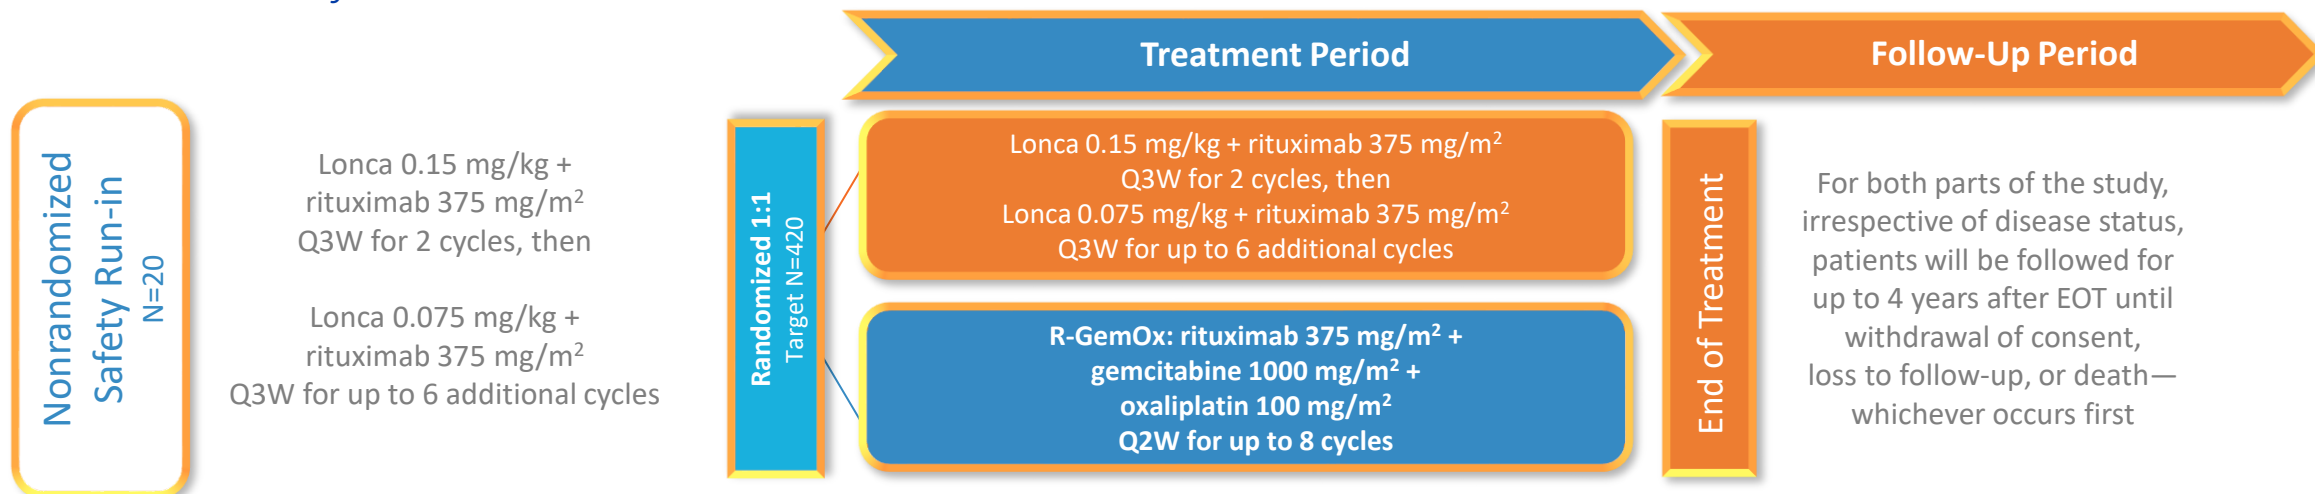 Treatment Period
Follow-Up Period
Nonrandomized
Safety Run-in
N=20
Lonca 0.15 mg/kg +
rituximab 375 mg/m²
Q3W for 2 cycles, then
Lonca 0.075 mg/kg +
rituximab 375 mg/m²
Q3W for up to 6 additional cycles
Randomized 1:1
Target N=420
Lonca 0.15 mg/kg + rituximab 375 mg/m²
Q3W for 2 cycles, then
Lonca 0.075 mg/kg + rituximab 375 mg/m²
Q3W for up to 6 additional cycles
R-GemOx: rituximab 375 mg/m² +
gemcitabine 1000 mg/m² +
oxaliplatin 100 mg/m²
Q2W for up to 8 cycles
End of Treatment
For both parts of the study,
irrespective of disease status,
patients will be followed for
up to 4 years after EOT until
withdrawal of consent,
loss to follow-up, or death—
whichever occurs first